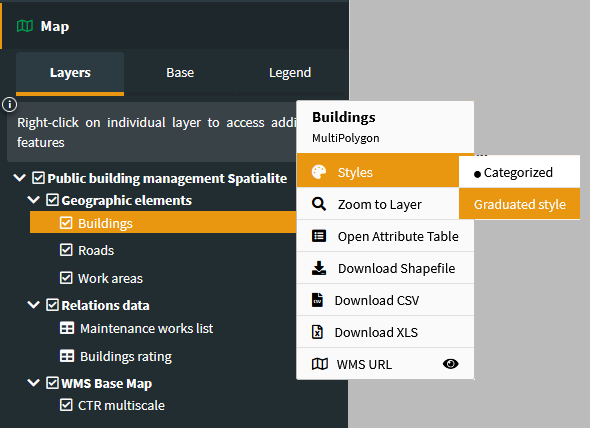 Map
Layers
Base
Legend
Right-click on individual layer to access addi
features
Public building management Spatialite
Geographic elements
Buildings
Roads
Work areas
Relations data
Maintenance works list
Buildings rating
WMS Base Map
CTR multiscale
Buildings
MultiPolygon
Styles
Zoom to Layer
Open Attribute Table
Download Shapefile
Download CSV
Download XLS
WMS URL
Categorized
Graduated style